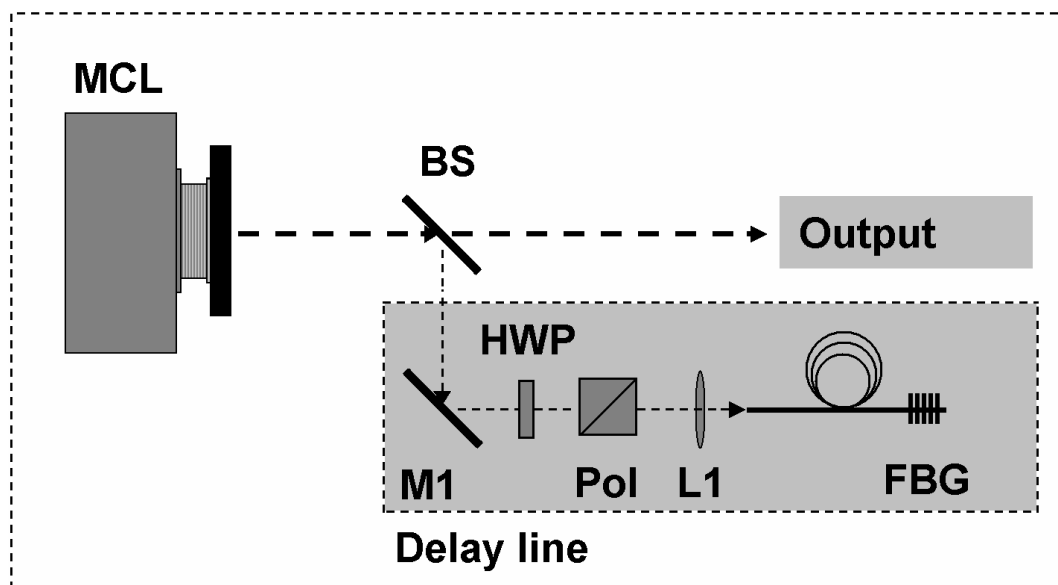 MCL
BS
Output
HWP
M1
Pol
L1
FBG
Delay line